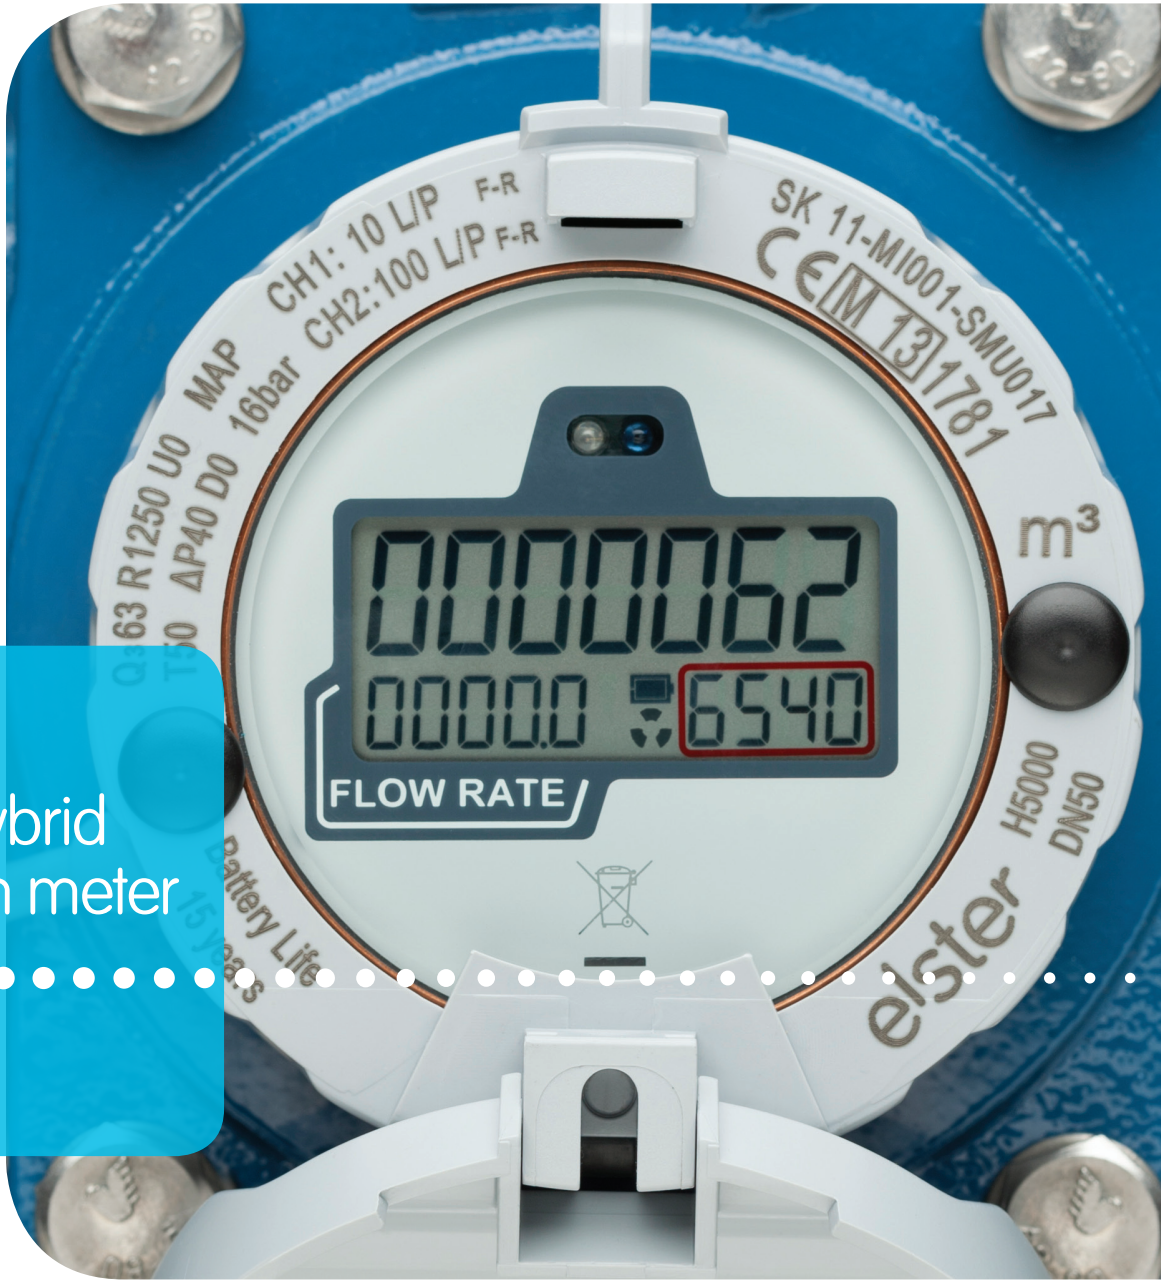 CH1: 10 L/P F-R
CH2:100 L/P F-R
SK 11-MI001-SMU017
CE M 13 1781
MAP
16bar
Q₃ 63 R1250 U0
T50 ΔP40 D0
m³
0000062
0000.0
6540
FLOW RATE
H5000
DN50
ybrid
meter
Battery Life
15 years
elster